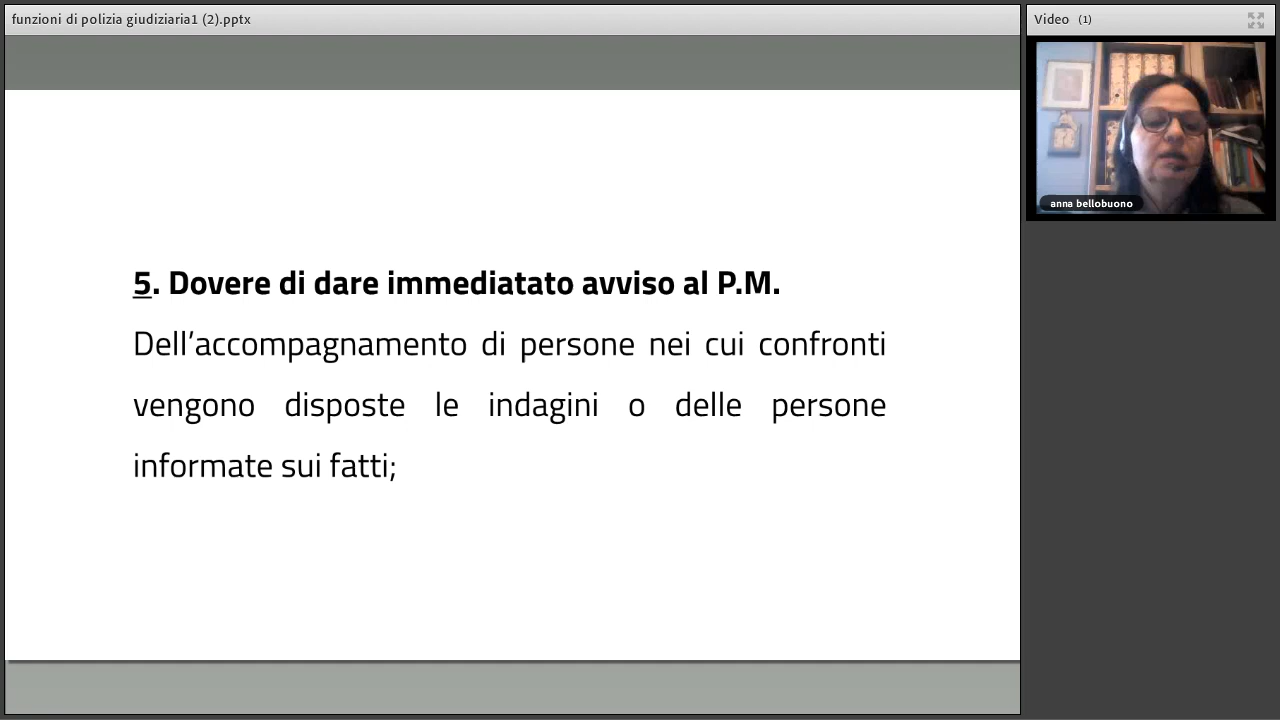 funzioni di polizia giudiziaria1 (2).pptx
Video (1)
anna bellobuono
5. Dovere di dare immediatato avviso al P.M.
Dell’accompagnamento di persone nei cui confronti
vengono disposte le indagini o delle persone
informate sui fatti;